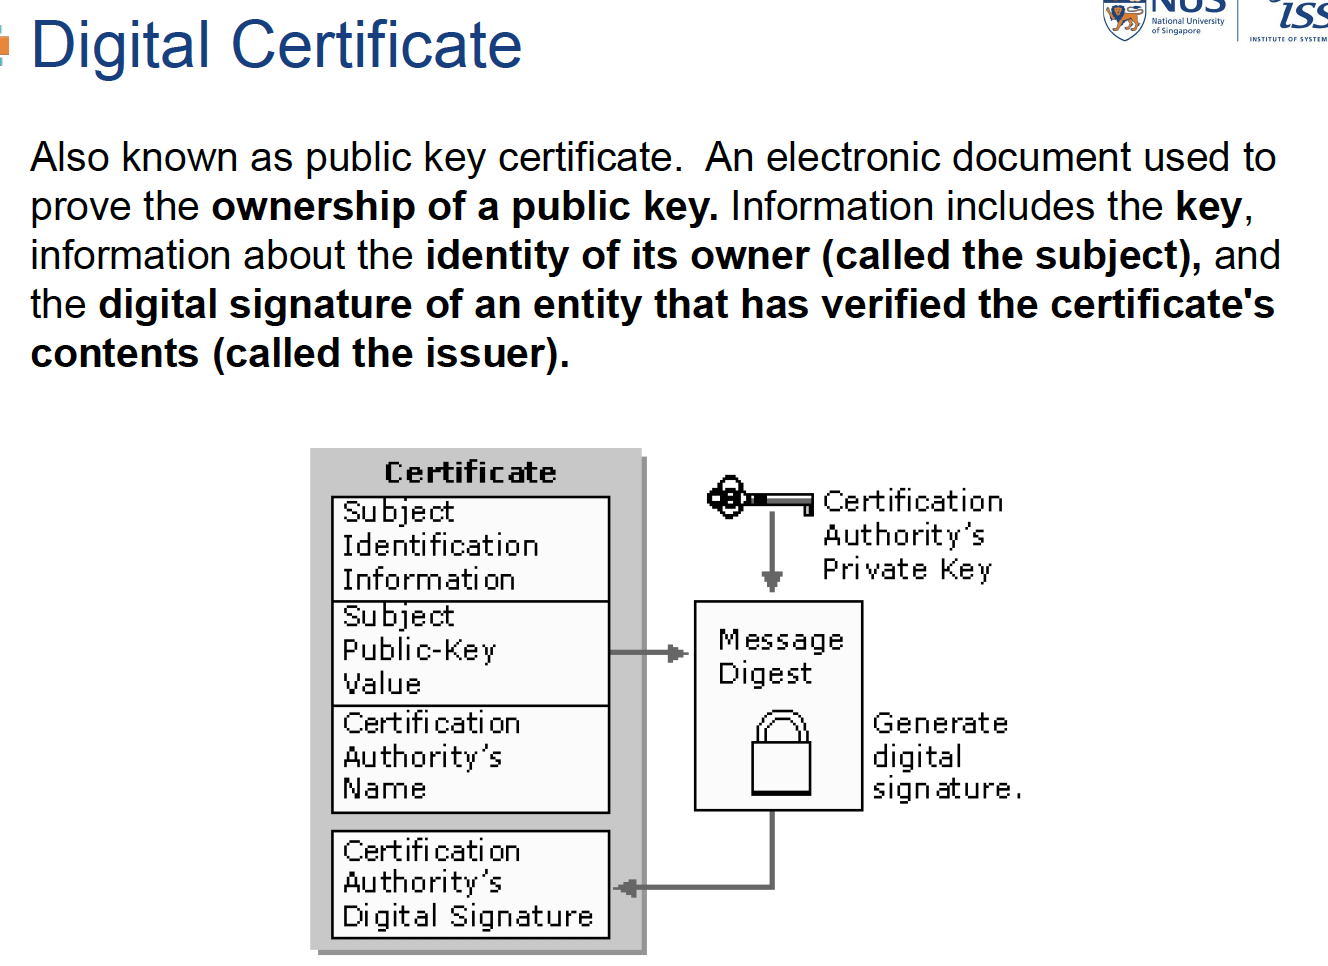 Digital Certificate
NUS
National University
of Singapore
iss
INSTITUTE OF SYSTEM
Also known as public key certificate.  An electronic document used to
prove the ownership of a public key. Information includes the key,
information about the identity of its owner (called the subject), and
the digital signature of an entity that has verified the certificate's
contents (called the issuer).
Certificate
Subject
Identification
Information
Subject
Public-Key
Value
Certification
Authority's
Name
Certification
Authority's
Digital Signature
Certification
Authority's
Private Key
Message
Digest
Generate
digital
signature.